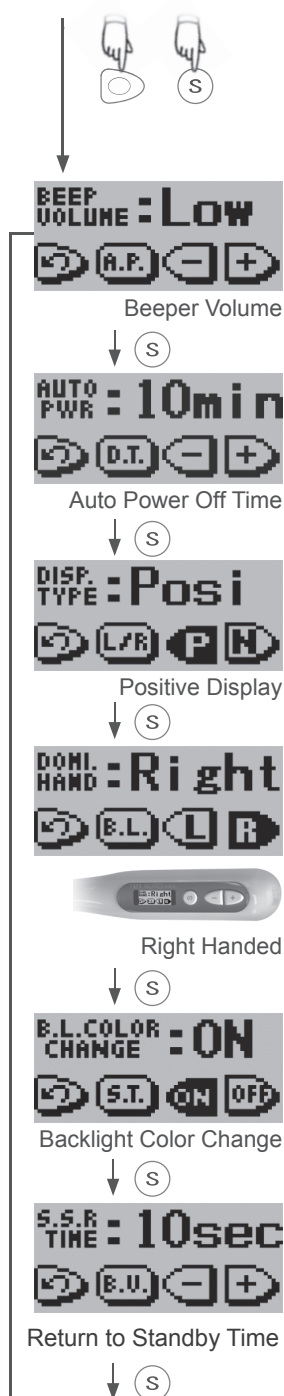 S
BEEP
VOLUME : Low
A.P. - +
Beeper Volume
S
AUTO
PWR : 10min
D.T. - +
Auto Power Off Time
S
DISP.
TYPE : Posi
L/R P N
Positive Display
S
DOMI.
HAND : Right
B.L. L R
Right Handed
S
B.L.COLOR
CHANGE : ON
S.T. ON OFF
Backlight Color Change
S
S.S.R
TIME : 10sec
B.V. - +
Return to Standby Time
S